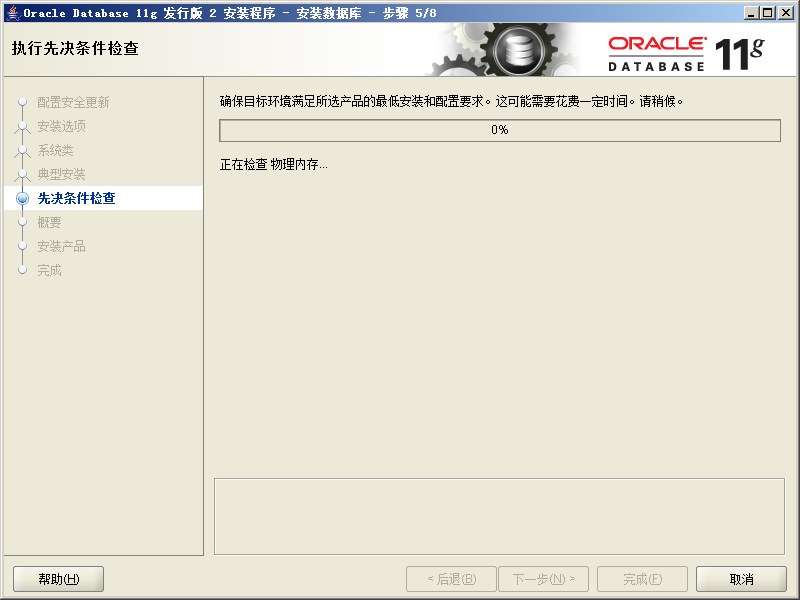 Oracle Database 11g 发行版 2 安装程序 - 安装数据库 - 步骤 5/8
执行先决条件检查
ORACLE
DATABASE
11g
配置安全更新
安装选项
系统类
典型安装
先决条件检查
概要
安装产品
完成
确保目标环境满足所选产品的最低安装和配置要求。这可能需要花费一定时间。请稍候。
0%
正在检查 物理内存...
帮助(H)
< 后退(B)
下一步(N) >
完成(F)
取消